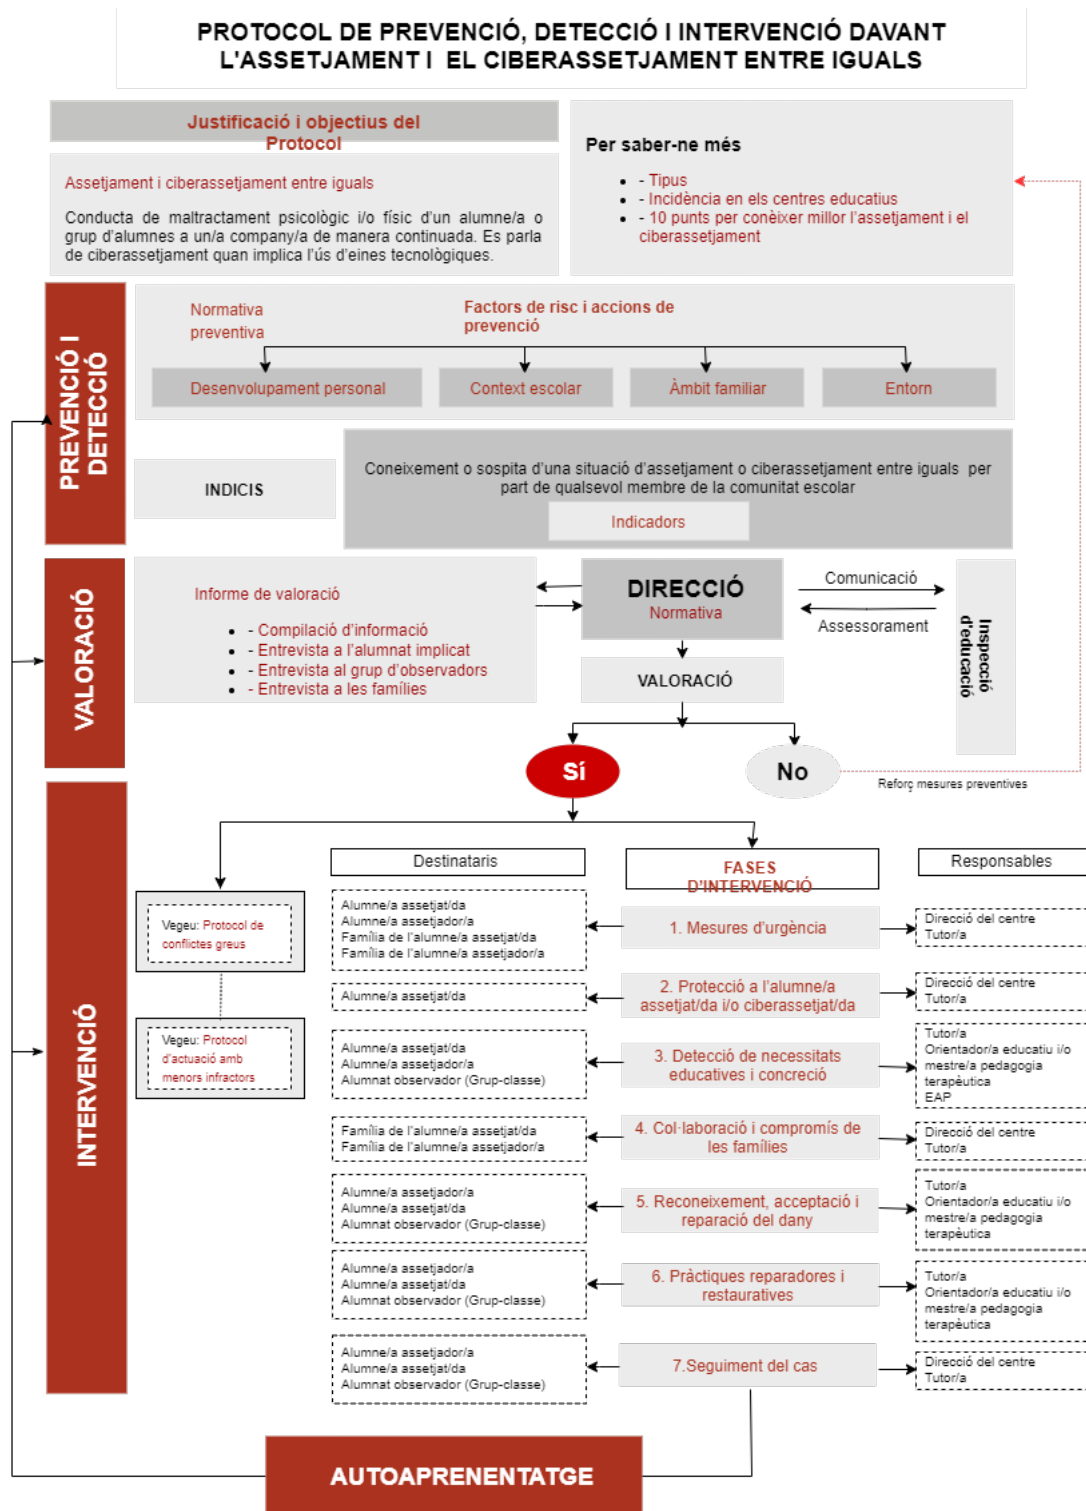 PROTOCOL DE PREVENCIÓ, DETECCIÓ I INTERVENCIÓ DAVANT
L'ASSETJAMENT I EL CIBERASSETJAMENT ENTRE IGUALS
Justificació i objectius del
Protocol
Assetjament i ciberassetjament entre iguals
Conducta de maltractament psicològic i/o físic d'un alumne/a o
grup d'alumnes a un/a company/a de manera continuada. Es parla
de ciberassetjament quan implica l'ús d'eines tecnològiques.
Per saber-ne més
- Tipus
- Incidència en els centres educatius
- 10 punts per conèixer millor l'assetjament i el
ciberassetjament
PREVENCIÓ I
DETECCIÓ
Normativa
preventiva
Factors de risc i accions de
prevenció
Desenvolupament personal
Context escolar
Àmbit familiar
Entorn
INDICIS
Coneixement o sospita d'una situació d'assetjament o ciberassetjament entre iguals per
part de qualsevol membre de la comunitat escolar
Indicadors
VALORACIÓ
Informe de valoració
- Compilació d'informació
- Entrevista a l'alumnat implicat
- Entrevista al grup d'observadors
- Entrevista a les famílies
DIRECCIÓ
Normativa
VALORACIÓ
Comunicació
Assessorament
Inspecció
d'educació
Sí
No
Reforç mesures preventives
INTERVENCIÓ
Vegeu: Protocol de
conflictes greus
Vegeu: Protocol
d'actuació amb
menors infractors
Destinataris
FASES
D'INTERVENCIÓ
Responsables
Alumne/a assetjat/da
Alumne/a assetjador/a
Família de l'alumne/a assetjat/da
Família de l'alumne/a assetjador/a
1. Mesures d'urgència
Direcció del centre
Tutor/a
Alumne/a assetjat/da
2. Protecció a l'alumne/a
assetjat/da i/o ciberassetjat/da
Direcció del centre
Tutor/a
Alumne/a assetjat/da
Alumne/a assetjador/a
Alumnat observador (Grup-classe)
3. Detecció de necessitats
educatives i concreció
Tutor/a
Orientador/a educatiu i/o
mestre/a pedagogia
terapèutica
EAP
Família de l'alumne/a assetjat/da
Família de l'alumne/a assetjador/a
4. Col·laboració i compromís de
les famílies
Direcció del centre
Tutor/a
Alumne/a assetjador/a
Alumne/a assetjat/da
Alumnat observador (Grup-classe)
5. Reconeixement, acceptació i
reparació del dany
Tutor/a
Orientador/a educatiu i/o
mestre/a pedagogia
terapèutica
Alumne/a assetjador/a
Alumne/a assetjat/da
Alumnat observador (Grup-classe)
6. Pràctiques reparadores i
restauratives
Tutor/a
Orientador/a educatiu i/o
mestre/a pedagogia
terapèutica
Alumne/a assetjador/a
Alumne/a assetjat/da
Alumnat observador (Grup-classe)
7.Seguiment del cas
Direcció del centre
Tutor/a
AUTOAPRENENTATGE